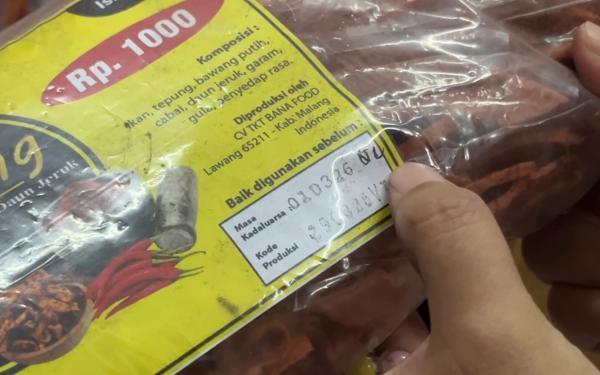 Rp. 1000
Komposisi :
Ikan, tepung, bawang putih,
cabai, daun jeruk, garam,
gula, penyedap rasa.
Diproduksi oleh
CV TKT BANA FOOD
Lawang 65211 - Kab. Malang
Indonesia
Baik digunakan sebelum :
Masa
Kadaluarsa
Kode
Produksi
ng
Daun Jeruk